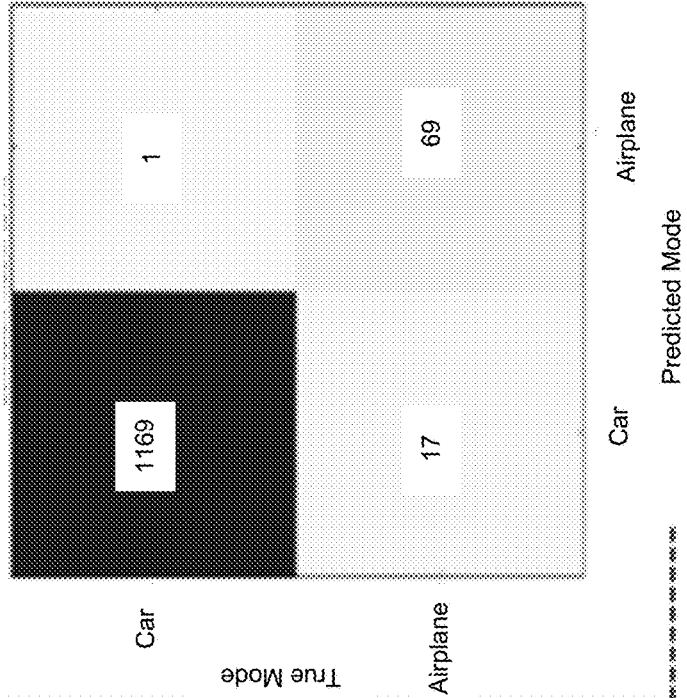 Car
1169
1
True Mode
Airplane
17
69
Car
Airplane
Predicted Mode